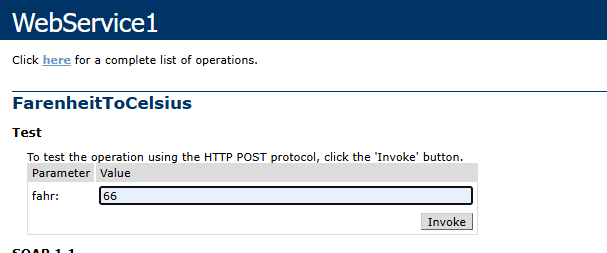 WebService1
Click here for a complete list of operations.
FarenheitToCelsius
Test
To test the operation using the HTTP POST protocol, click the 'Invoke' button.
Parameter Value
fahr: 66
Invoke
SOAP 1.1